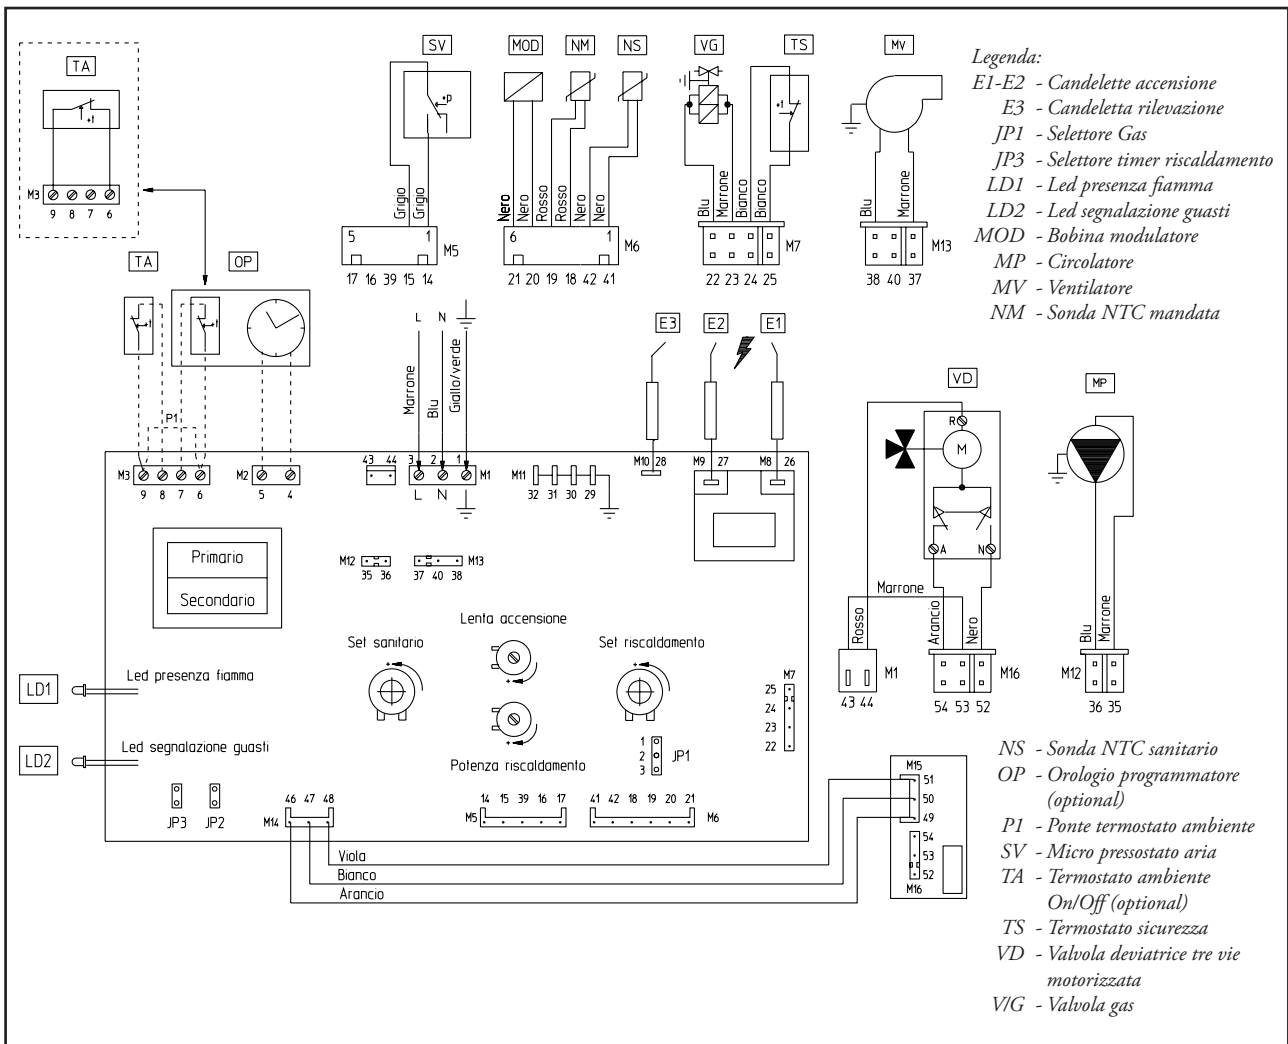 TA
M3
9 8 7 6
+t
SV
+p
Grigio
Grigio
5 1
M5
17 16 39 15 14
MOD NM NS
Nero
Nero
Rosso
Rosso
Nero
Nero
6 1
M6
21 20 19 18 42 41
VG TS
Blu
Marrone
Bianco
Bianco
M7
22 23 24 25
MV
Blu
Marrone
M13
38 40 37
Legenda:
E1-E2 - Candelette accensione
E3 - Candeletta rilevazione
JP1 - Selettore Gas
JP3 - Selettore timer riscaldamento
LD1 - Led presenza fiamma
LD2 - Led segnalazione guasti
MOD - Bobina modulatore
MP - Circolatore
MV - Ventilatore
NM - Sonda NTC mandata
TA OP
P1
M3
9 8 7 6
M2
5 4
L N
Marrone
Blu
Giallo/verde
43 44
3 2 1
M1
L N
M11
32 31 30 29
E3 E2 E1
M10 28
M9 27
M8 26
VD
R
M
A N
Marrone
Rosso
Arancio
Nero
M1
43 44
M16
54 53 52
MP
Blu
Marrone
M12
36 35
Primario
Secondario
M12
35 36
M13
37 40 38
Lenta accensione
Set sanitario
Set riscaldamento
Potenza riscaldamento
LD1
Led presenza fiamma
LD2
Led segnalazione guasti
JP3 JP2
M7
25
24
23
22
1
2
3
JP1
46 47 48
M14
14 15 39 16 17
M5
41 42 18 19 20 21
M6
Viola
Bianco
Arancio
M15
51
50
49
54
53
52
M16
NS - Sonda NTC sanitario
OP - Orologio programmatore
(optional)
P1 - Ponte termostato ambiente
SV - Micro pressostato aria
TA - Termostato ambiente
On/Off (optional)
TS - Termostato sicurezza
VD - Valvola deviatrice tre vie
motorizzata
V/G - Valvola gas